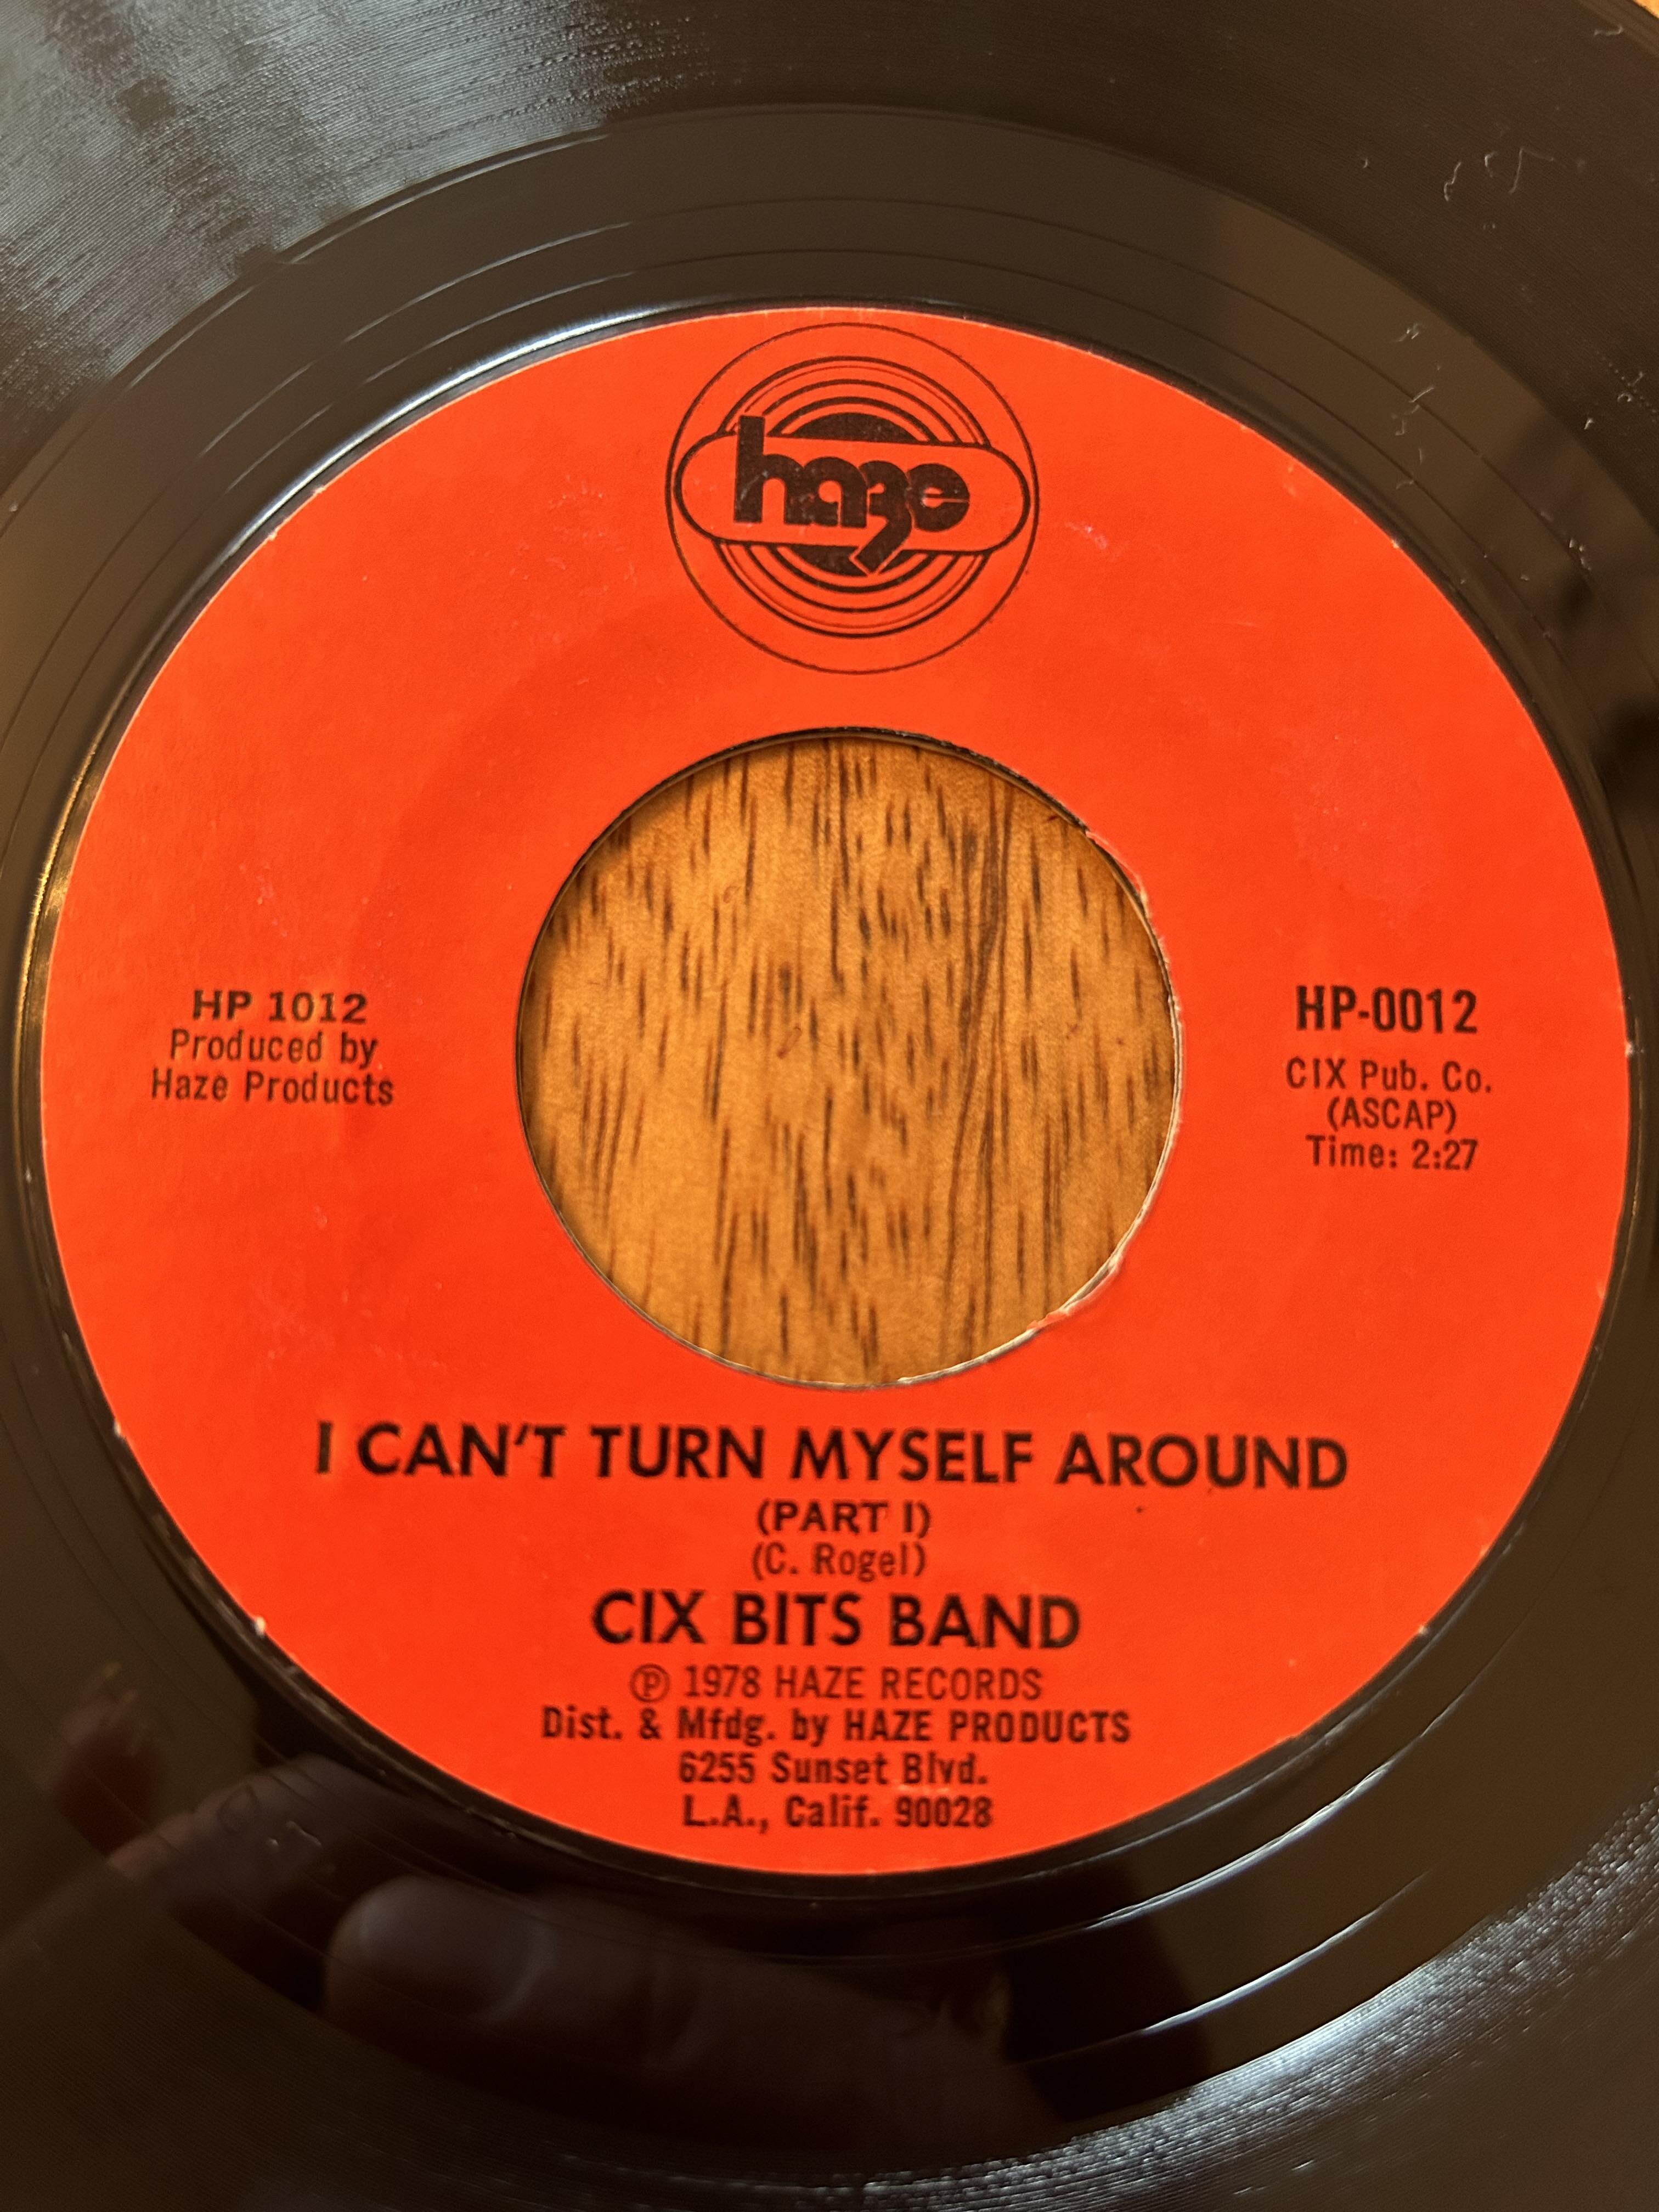 haze
HP 1012
Produced by
Haze Products
HP-0012
CIX Pub. Co.
(ASCAP)
Time: 2:27
I CAN'T TURN MYSELF AROUND
(PART I)
(C. Rogel)
CIX BITS BAND
Ⓟ 1978 HAZE RECORDS
Dist. & Mfdg. by HAZE PRODUCTS
6255 Sunset Blvd.
L.A., Calif. 90028